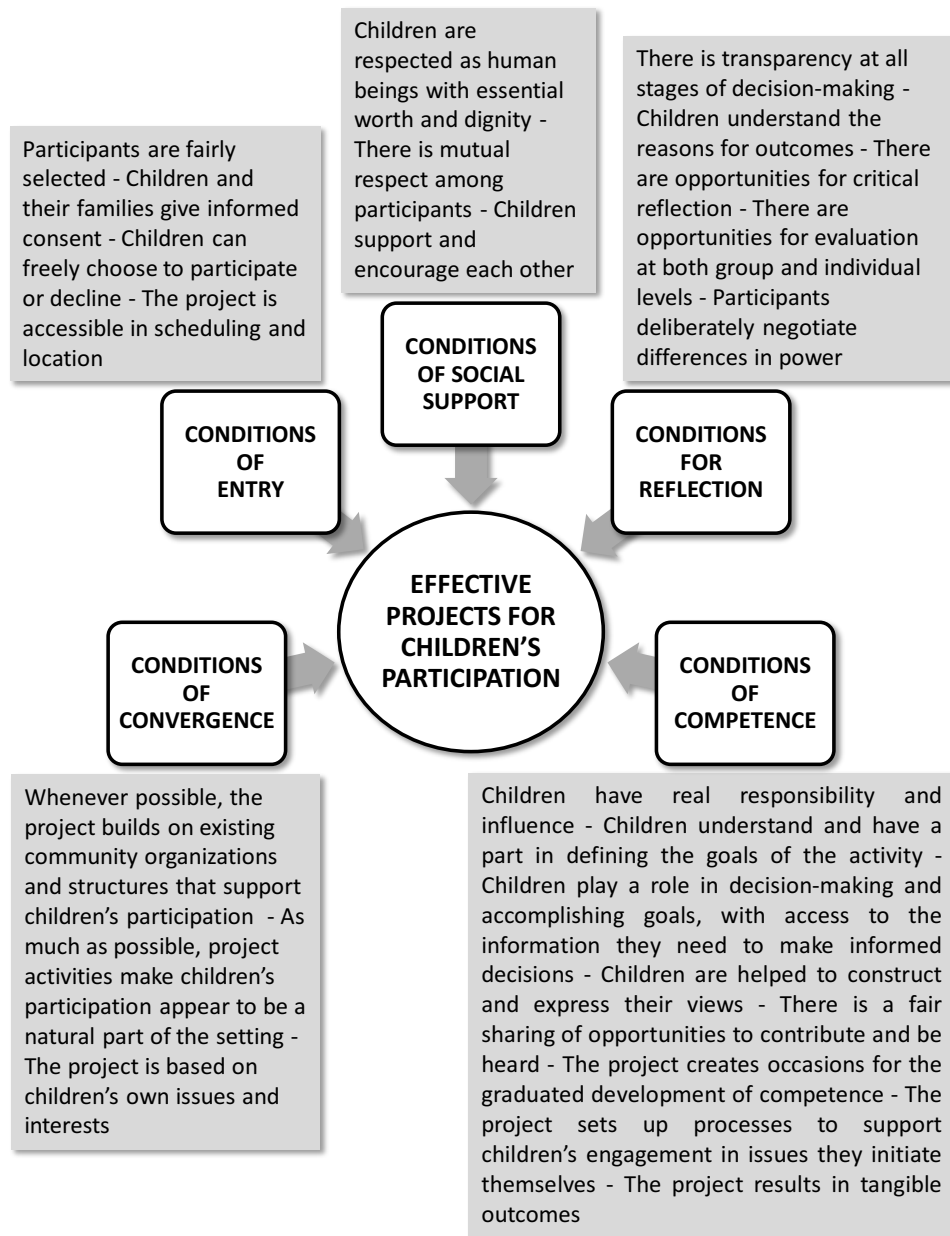 Children are
respected as human
beings with essential
worth and dignity -
There is mutual
respect among
participants - Children
support and
encourage each other
There is transparency at all
stages of decision-making -
Children understand the
reasons for outcomes - There
are opportunities for critical
reflection - There are
opportunities for evaluation
at both group and individual
levels - Participants
deliberately negotiate
differences in power
Participants are fairly
selected - Children and
their families give informed
consent - Children can
freely choose to participate
or decline - The project is
accessible in scheduling and
location
CONDITIONS
OF SOCIAL
SUPPORT
CONDITIONS
OF
ENTRY
CONDITIONS
FOR
REFLECTION
EFFECTIVE
PROJECTS FOR
CHILDREN’S
PARTICIPATION
CONDITIONS
OF
CONVERGENCE
CONDITIONS
OF
COMPETENCE
Whenever possible, the
project builds on existing
community organizations
and structures that support
children’s participation - As
much as possible, project
activities make children’s
participation appear to be a
natural part of the setting -
The project is based on
children’s own issues and
interests
Children have real responsibility and
influence - Children understand and have a
part in defining the goals of the activity -
Children play a role in decision-making and
accomplishing goals, with access to the
information they need to make informed
decisions - Children are helped to construct
and express their views - There is a fair
sharing of opportunities to contribute and be
heard - The project creates occasions for the
graduated development of competence - The
project sets up processes to support
children’s engagement in issues they initiate
themselves - The project results in tangible
outcomes